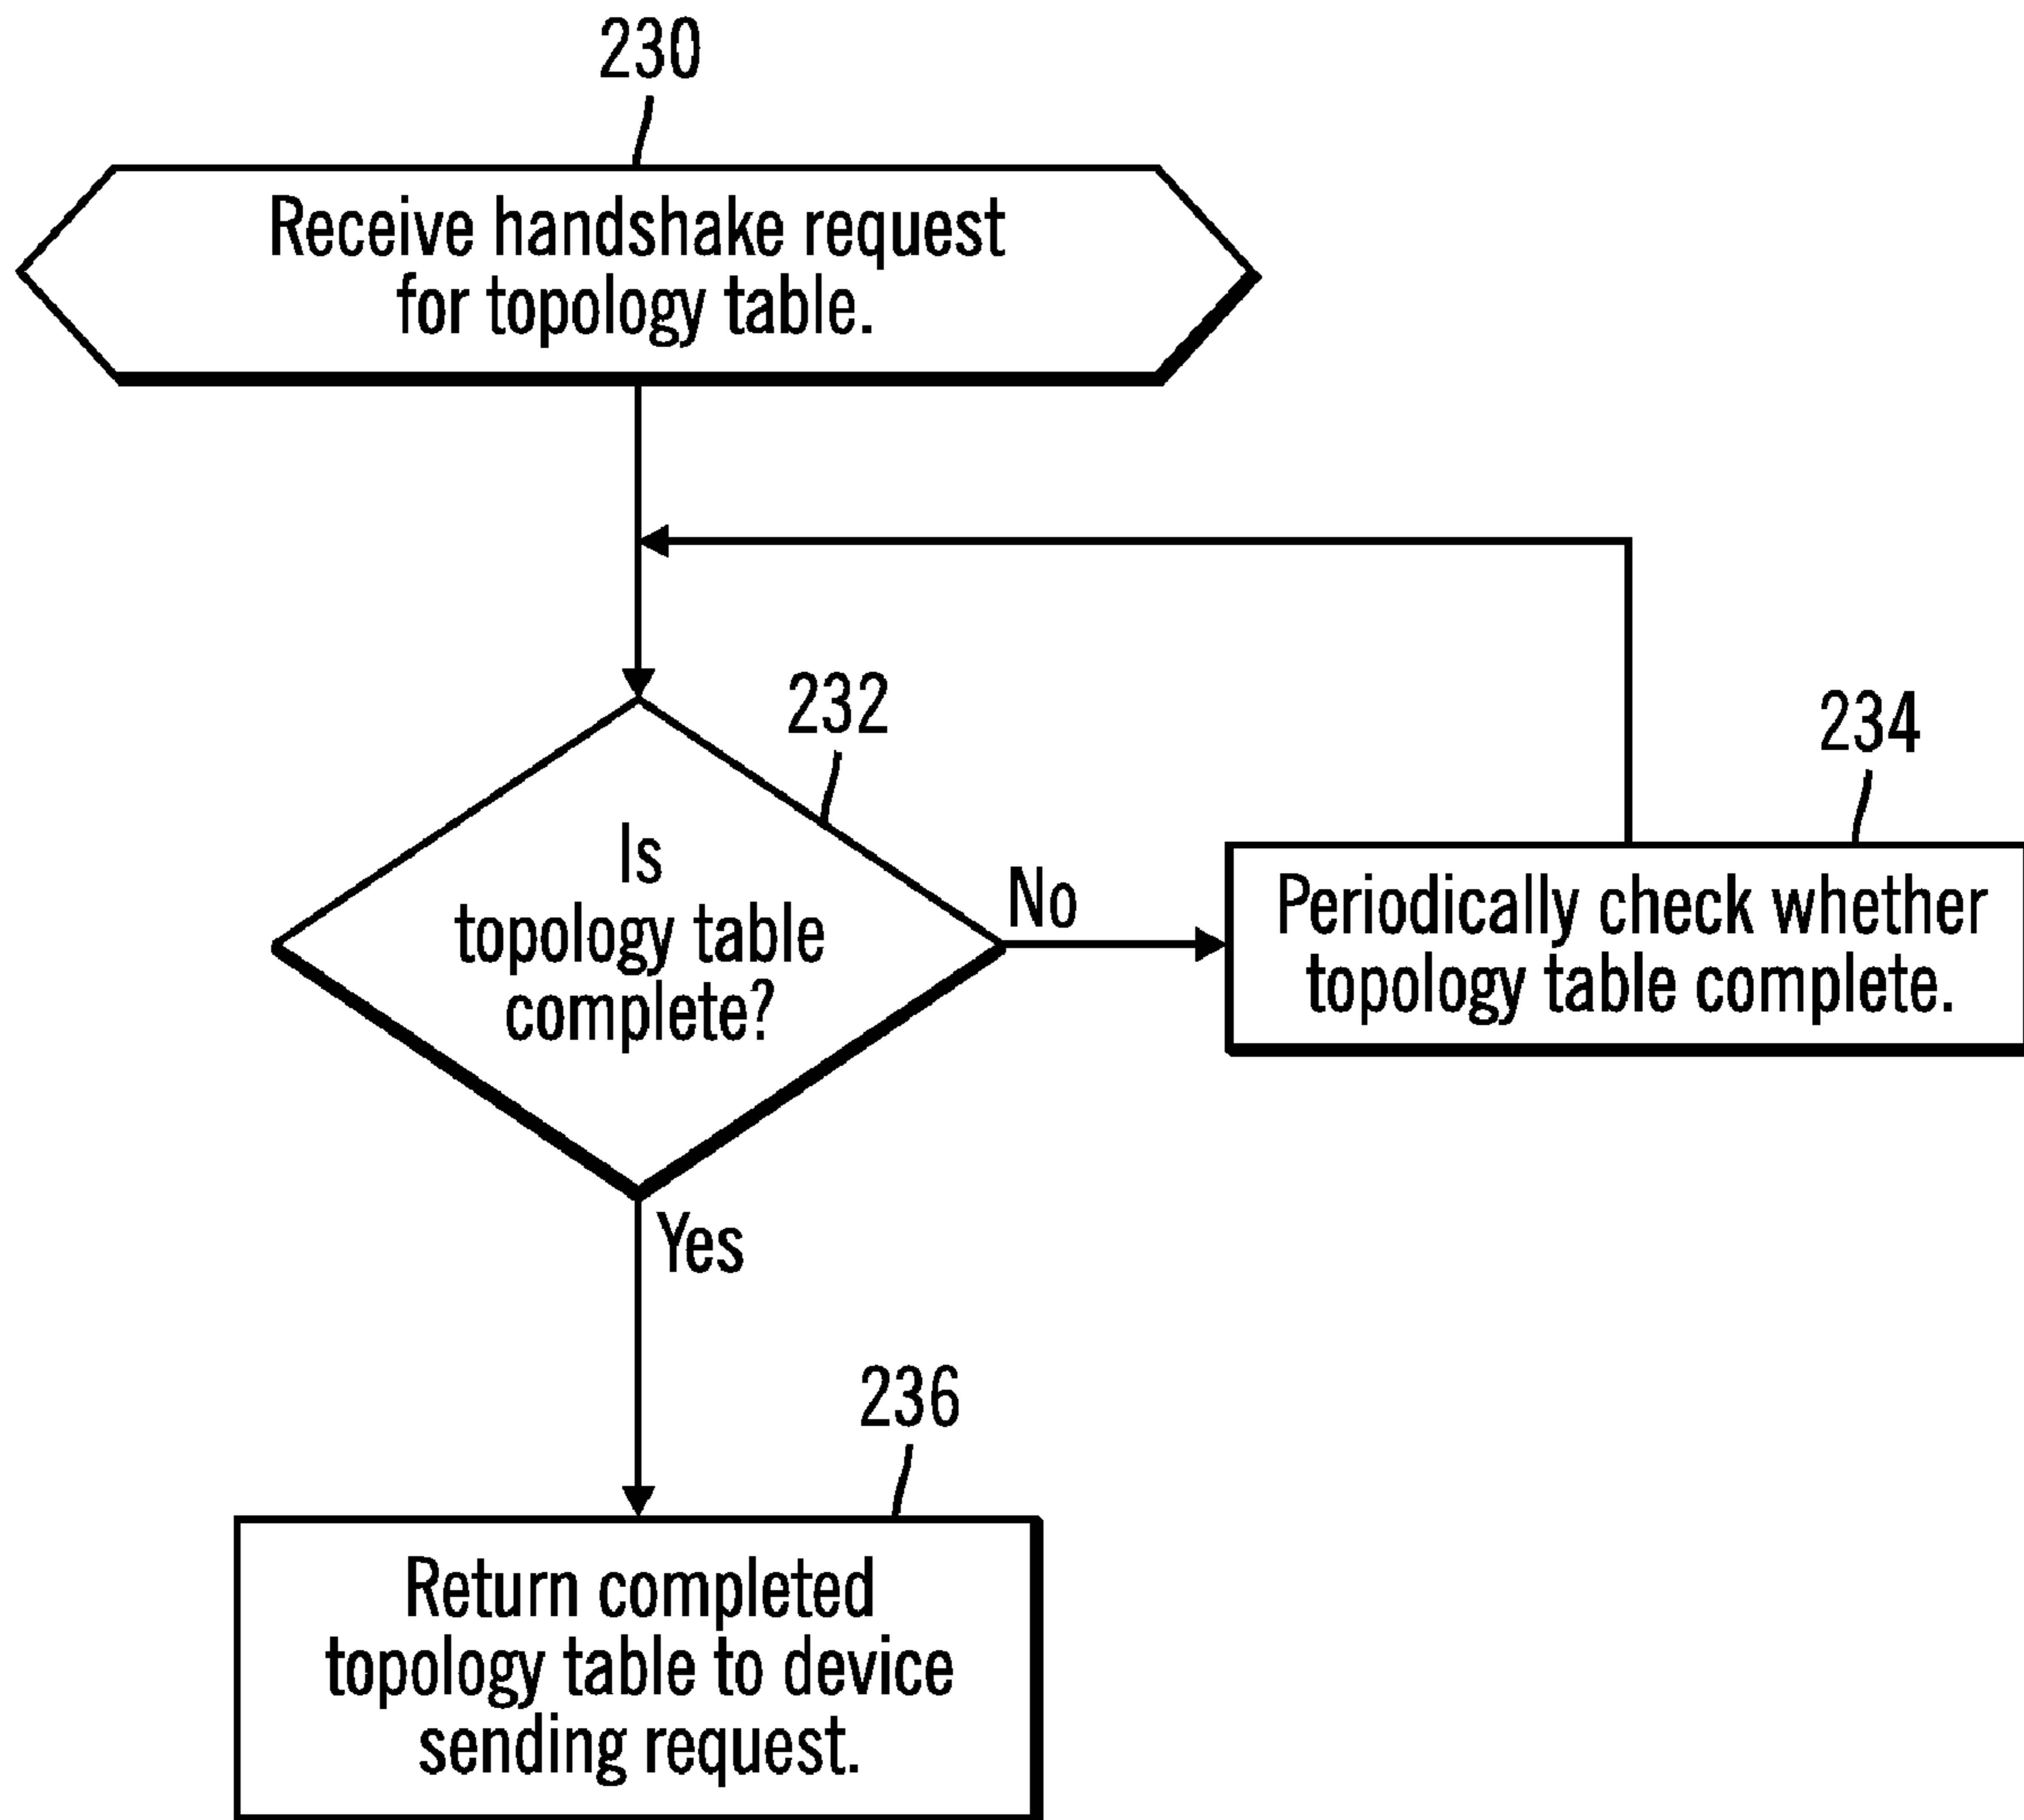 230
Receive handshake request
for topology table.
232
Is
topology table
complete?
No
234
Periodically check whether
topology table complete.
Yes
236
Return completed
topology table to device
sending request.